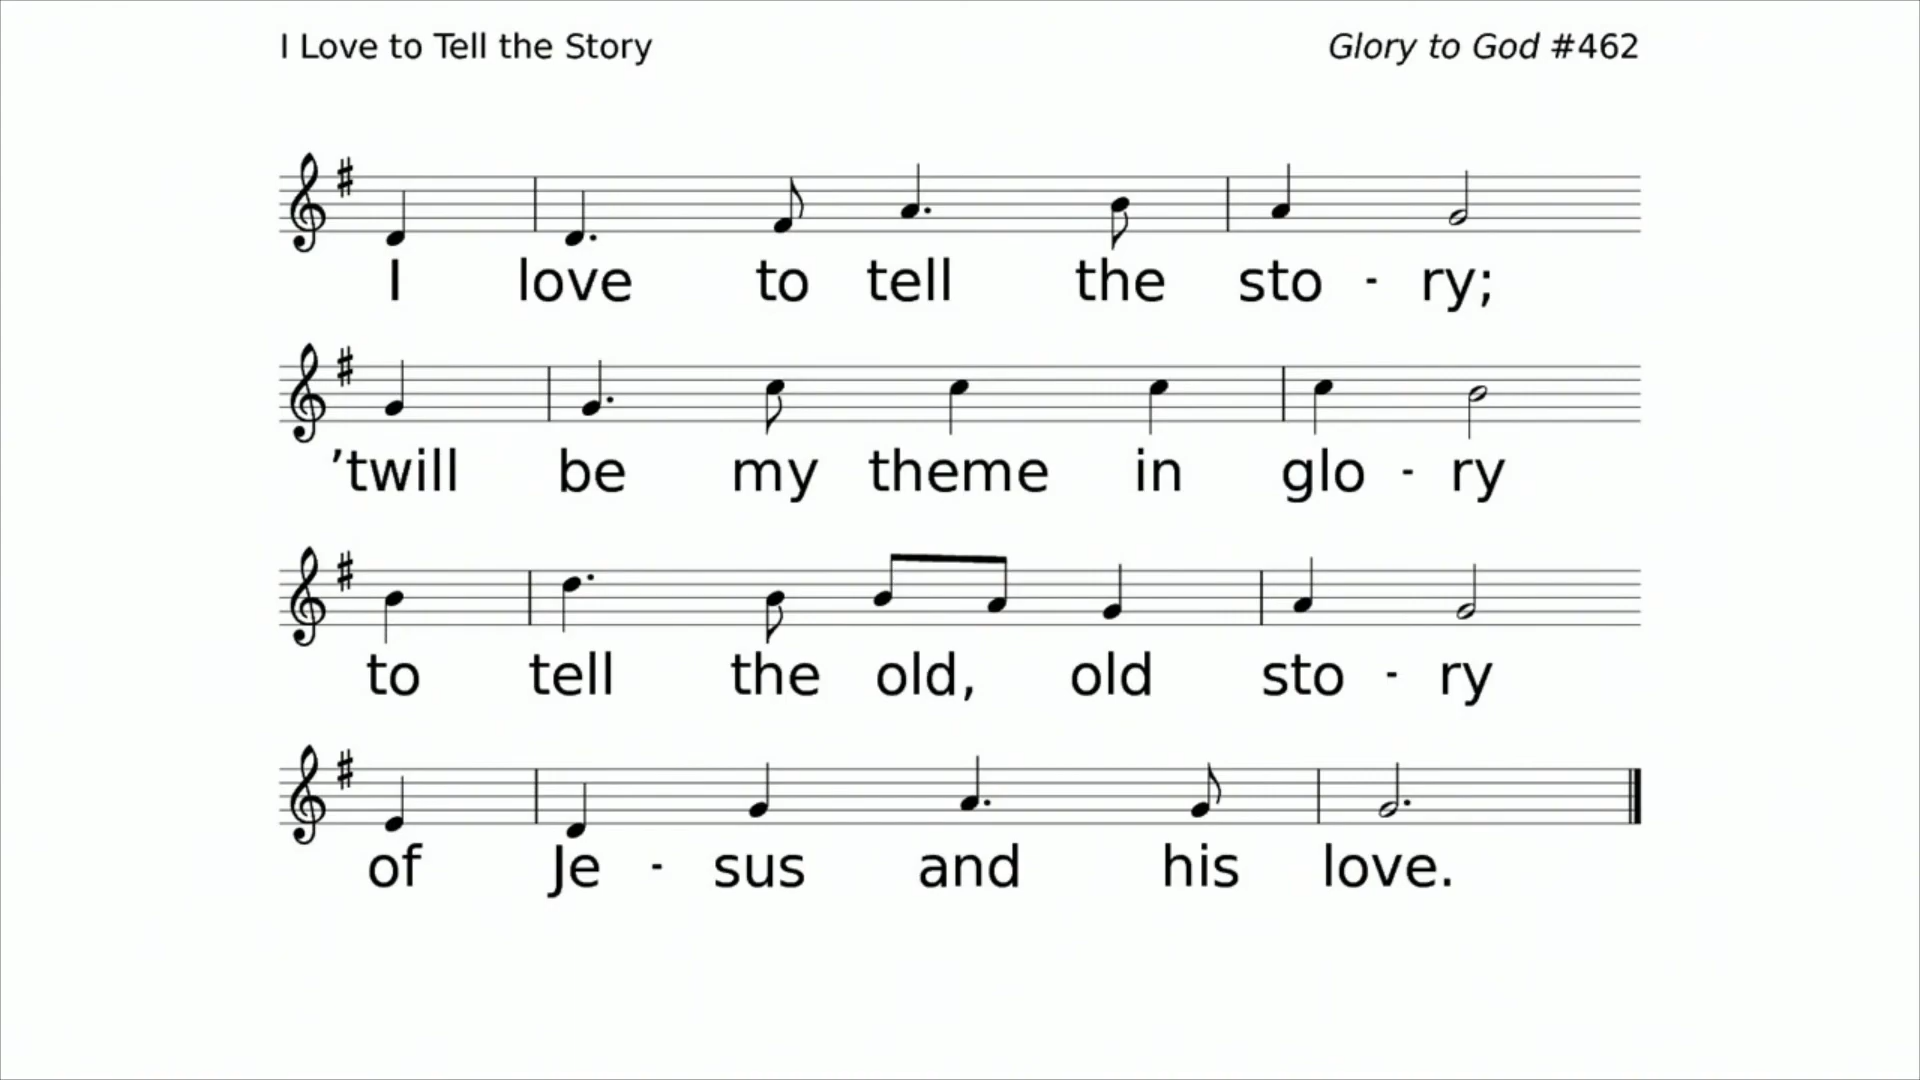 I Love to Tell the Story
Glory to God #462
I love to tell the sto - ry;
’twill be my theme in glo - ry
to tell the old, old sto - ry
of Je - sus and his love.